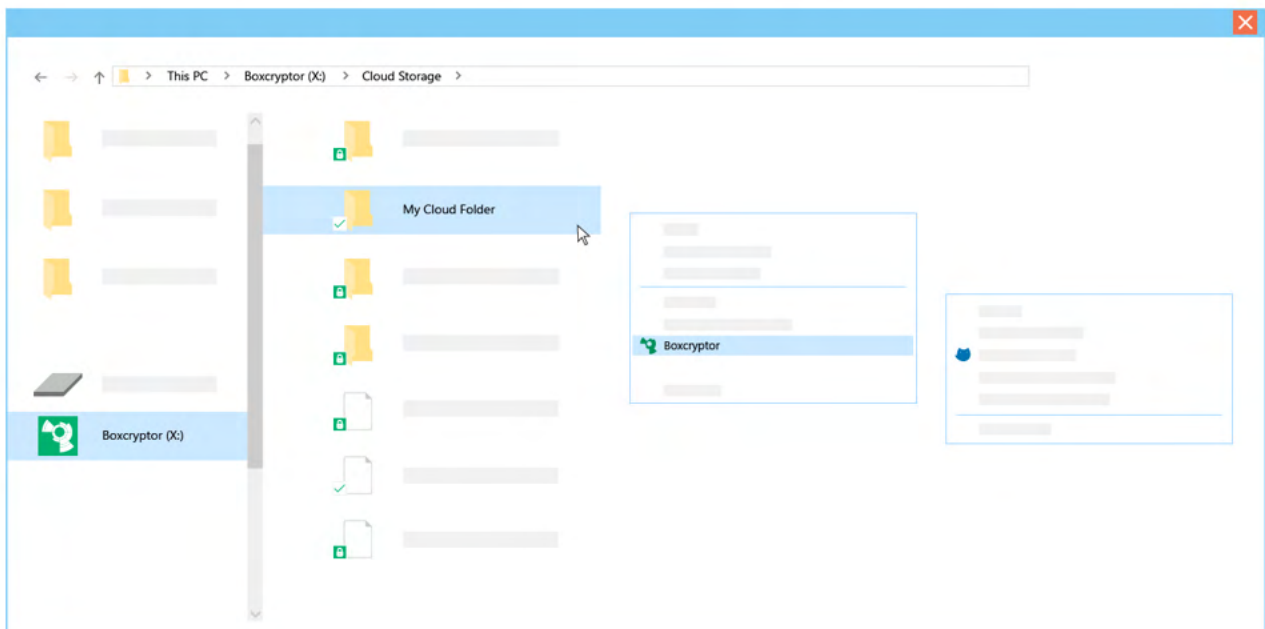 This PC > Boxcryptor (X:) > Cloud Storage >
My Cloud Folder
Boxcryptor
Boxcryptor (X:)